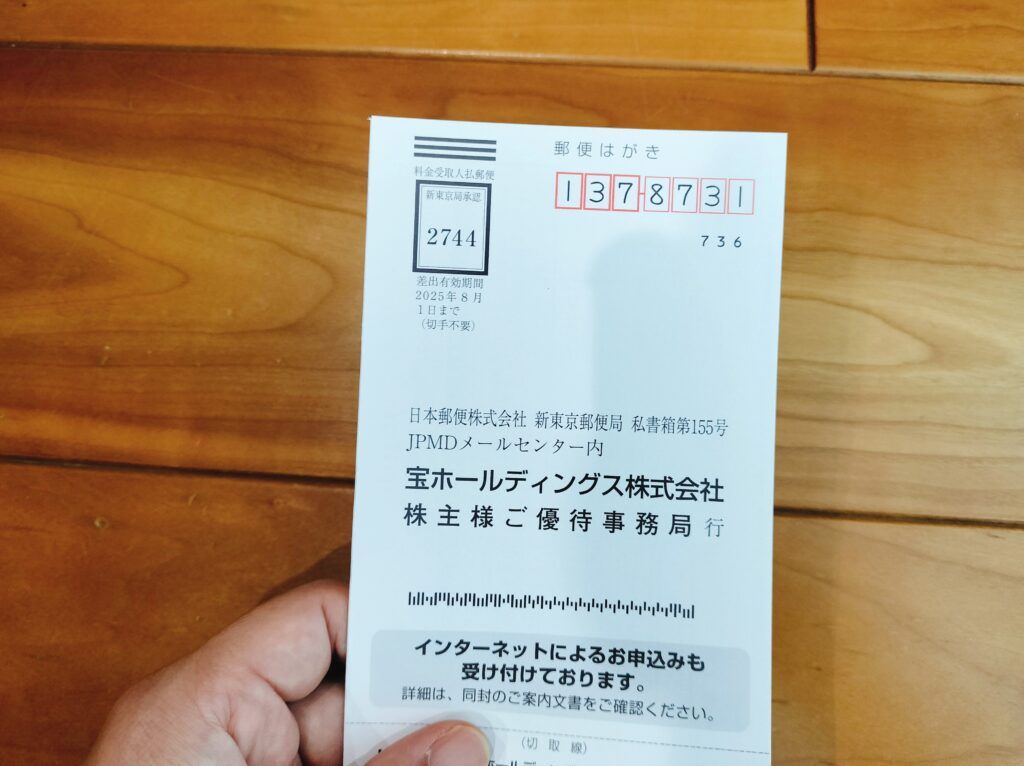 郵便はがき
1378731
736
料金受取人払郵便
新東京局承認
2744
差出有効期間
2025年8月
1日まで
(切手不要)
日本郵便株式会社 新東京郵便局 私書箱第155号
JPMDメールセンター内
宝ホールディングス株式会社
株主様ご優待事務局 行
インターネットによるお申込みも
受け付けております。
詳細は、同封のご案内文書をご確認ください。
(切取線)